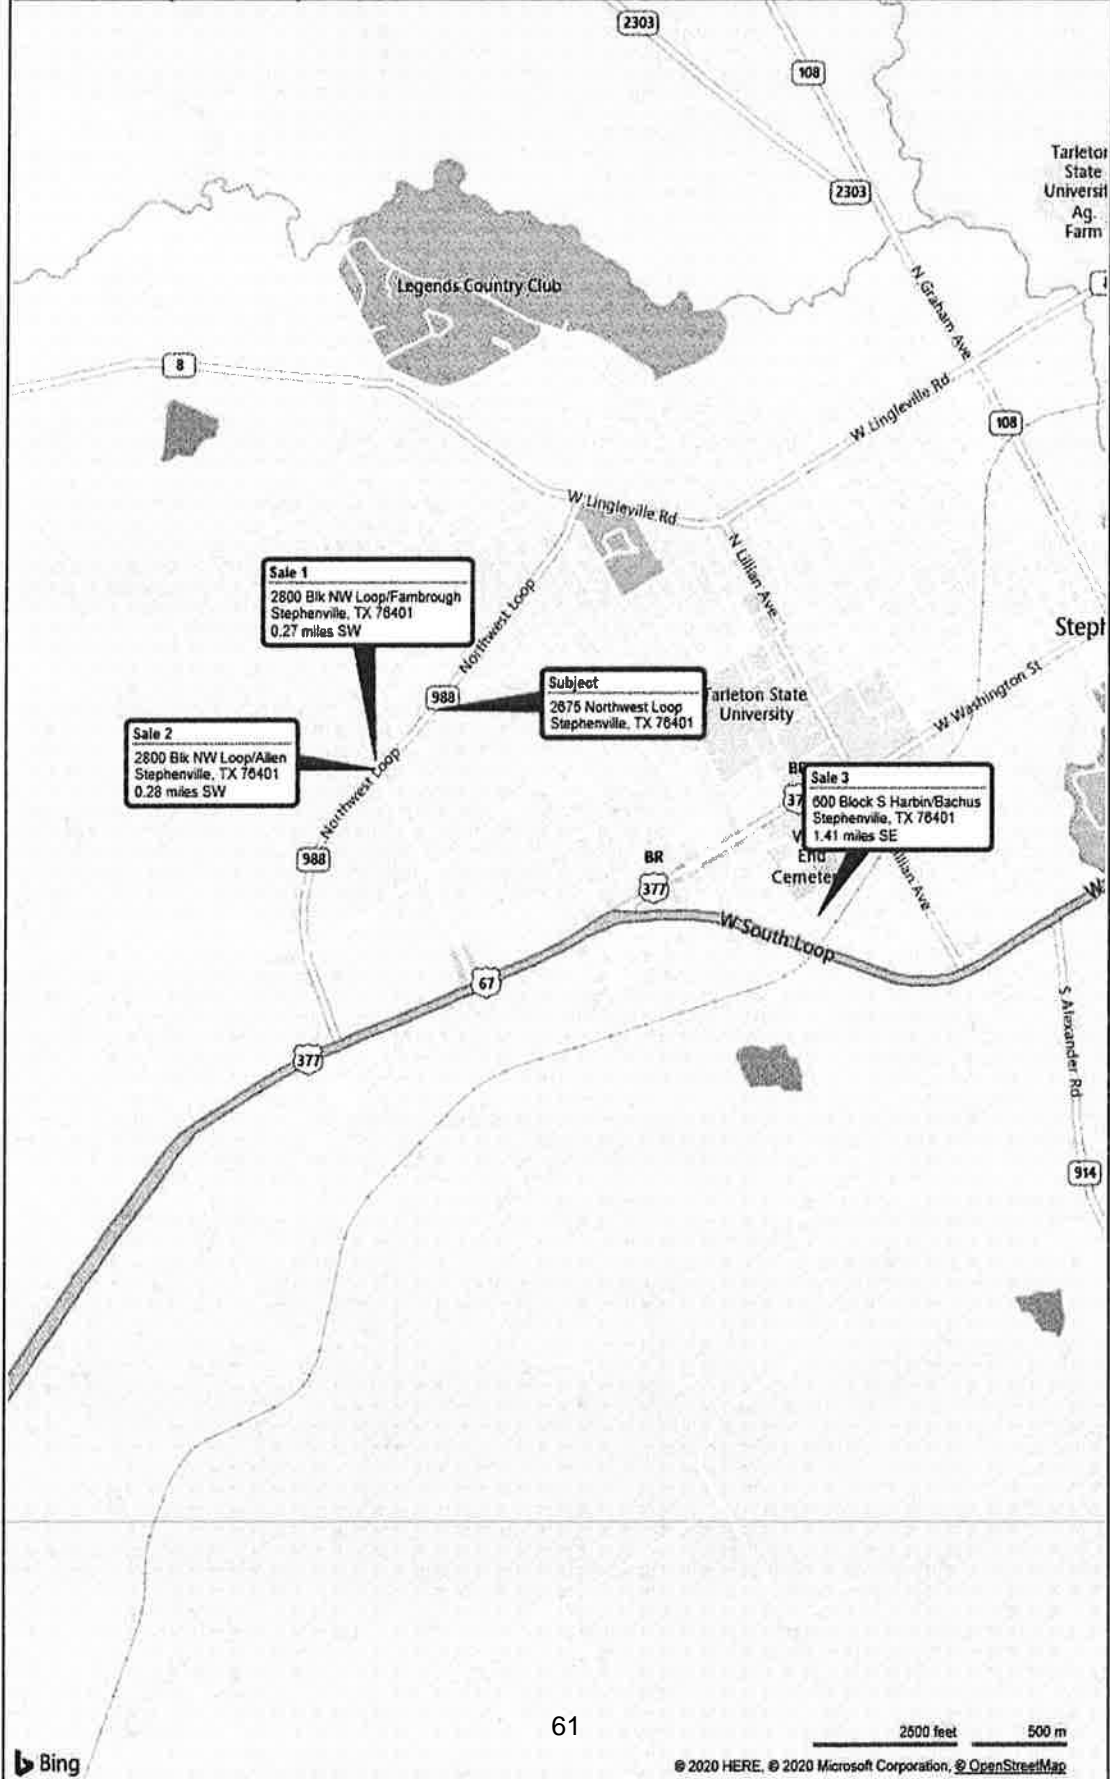 2303
108
Tarleton
State
Universit
Ag.
Farm
2303
N Graham Ave
Legends Country Club
8
W Lingleville Rd
108
W Lingleville Rd
N Lillian Ave
Sale 1
2800 Blk NW Loop/Fambrough
Stephenville, TX 76401
0.27 miles SW
Northwest Loop
Steph
988
Subject
2675 Northwest Loop
Stephenville, TX 76401
Tarleton State
University
W Washington St
Sale 2
2800 Blk NW Loop/Allen
Stephenville, TX 76401
0.28 miles SW
Northwest Loop
Sale 3
600 Block S Harbin/Bachus
Stephenville, TX 76401
1.41 miles SE
37
988
BR
377
End
Cemeter
illian Ave
W
W South Loop
67
S Alexander Rd
377
914
61
2500 feet
500 m
Bing
© 2020 HERE, © 2020 Microsoft Corporation, © OpenStreetMap